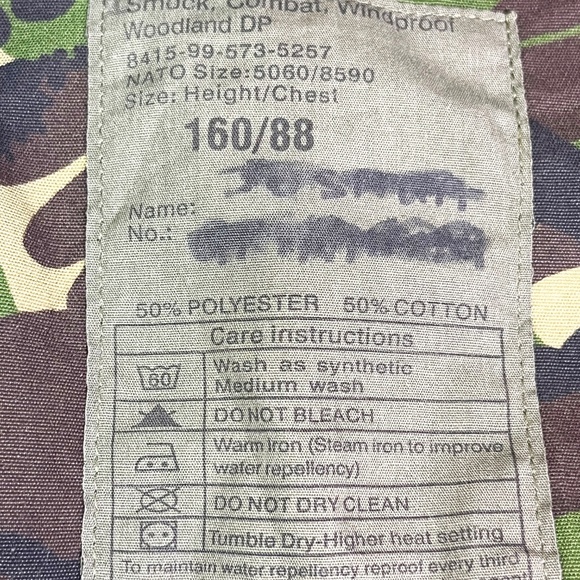 Smock, Combat, Windproof
Woodland DP
8415-99-573-5257
NATO Size:5060/8590
Size: Height/Chest
160/88
Name:
No.:
50% POLYESTER 50% COTTON
Care instructions
60
Wash as synthetic
Medium wash
DO NOT BLEACH
Warm Iron (Steam iron to improve
water repellency)
DO NOT DRY CLEAN
Tumble Dry-Higher heat setting
To maintain water repellency reproof every third